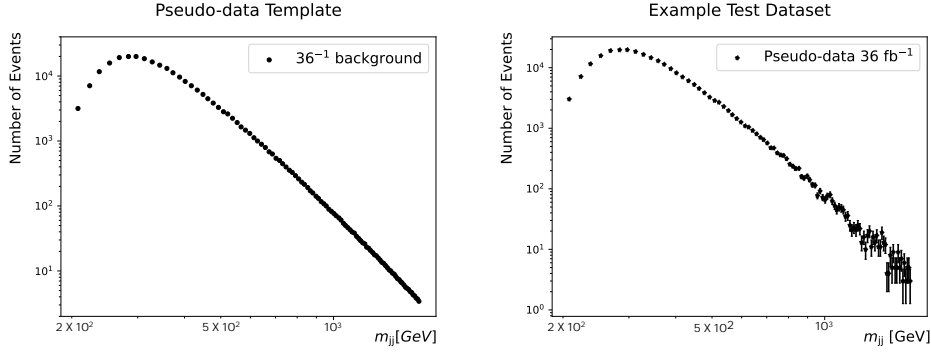 Pseudo-data Template
Number of Events
36⁻¹ background
10⁴
10³
10²
10¹
2 X 10²
5 X 10²
10³
m_jj[GeV]
Example Test Dataset
Number of Events
Pseudo-data 36 fb⁻¹
10⁴
10³
10²
10¹
10⁰
2 X 10²
5 X 10²
10³
m_jj [GeV]